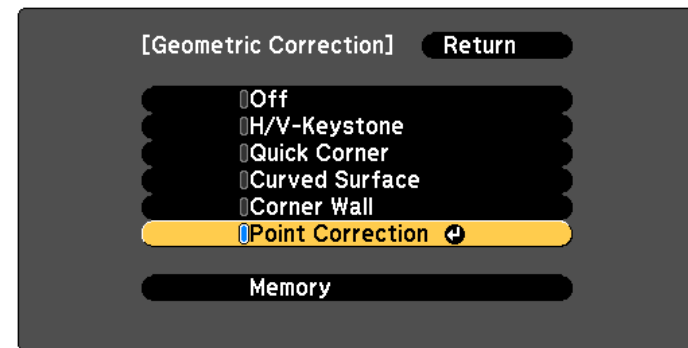 [Geometric Correction] Return
Off
H/V-Keystone
Quick Corner
Curved Surface
Corner Wall
Point Correction
Memory